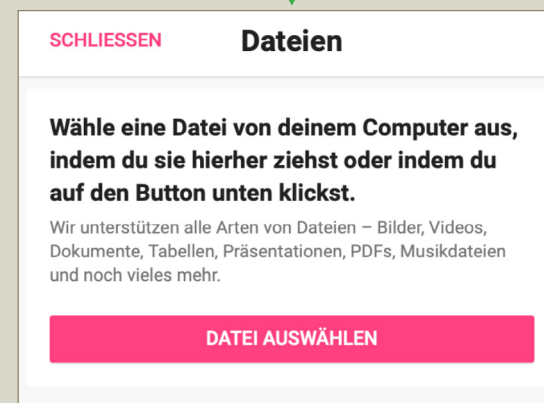 SCHLIESSEN Dateien
Wähle eine Datei von deinem Computer aus,
indem du sie hierher ziehst oder indem du
auf den Button unten klickst.
Wir unterstützen alle Arten von Dateien – Bilder, Videos,
Dokumente, Tabellen, Präsentationen, PDFs, Musikdateien
und noch vieles mehr.
DATEI AUSWÄHLEN